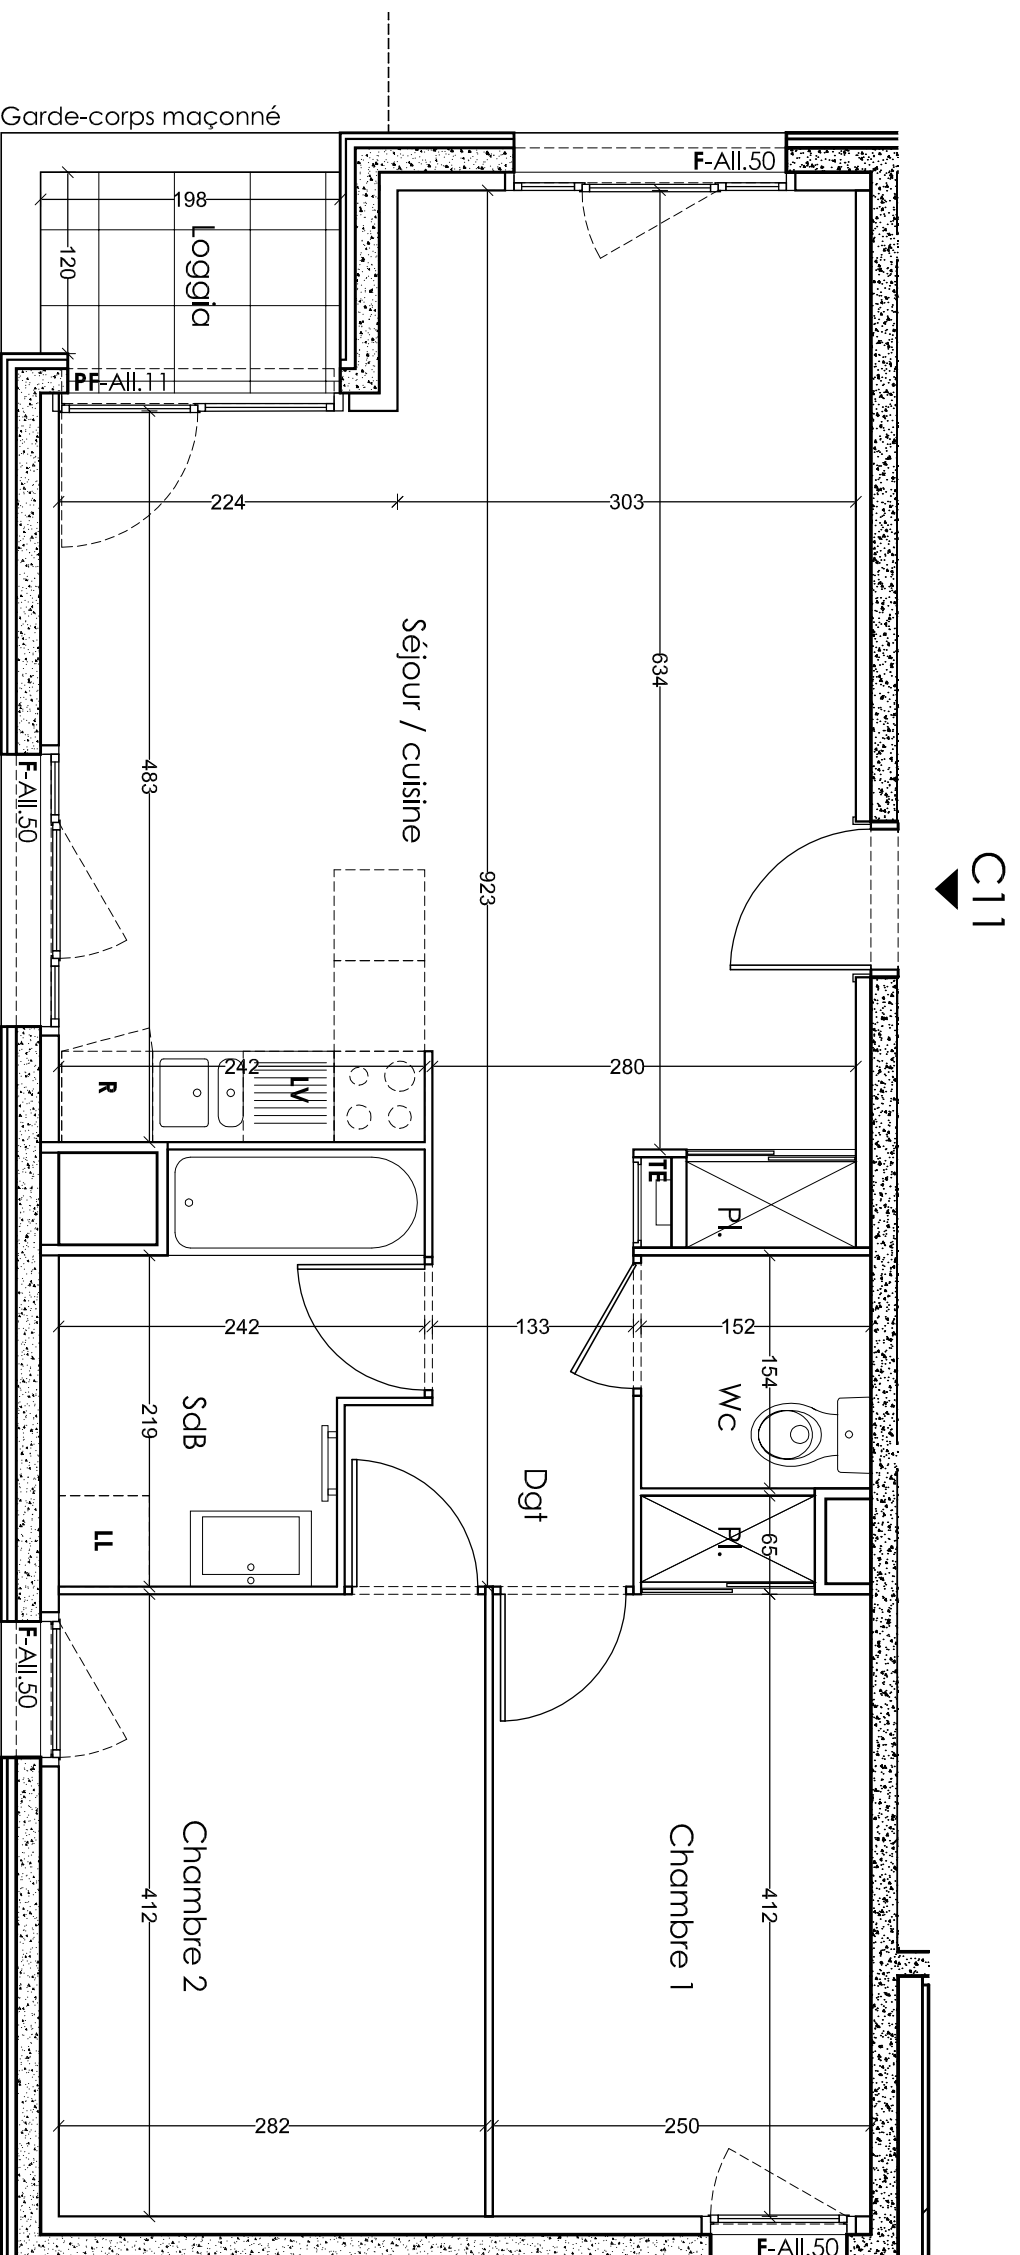 Garde-corps maçonné
F-All.50
198
Loggia
120
PF-All.11
224
303
Séjour / cuisine
634
483
923
F-All.50
C11
242
280
R
LV
TE
Pl.
242
133
152
154
Wc
SdB
219
Dgt
LL
Pl.
65
F-All.50
Chambre 2
412
Chambre 1
412
282
250
F-All.50